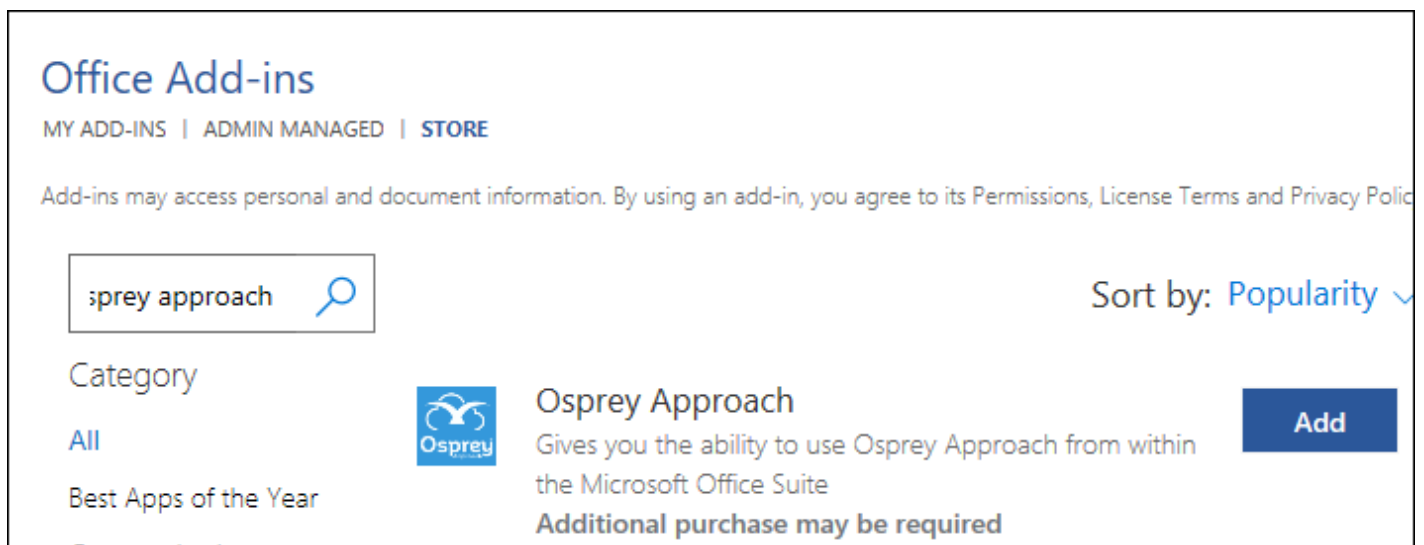 Office Add-ins
MY ADD-INS | ADMIN MANAGED | STORE
Add-ins may access personal and document information. By using an add-in, you agree to its Permissions, License Terms and Privacy Polic
sprey approach
Sort by: Popularity
Category
Osprey Approach
Add
All
Osprey
Gives you the ability to use Osprey Approach from within
the Microsoft Office Suite
Best Apps of the Year
Additional purchase may be required